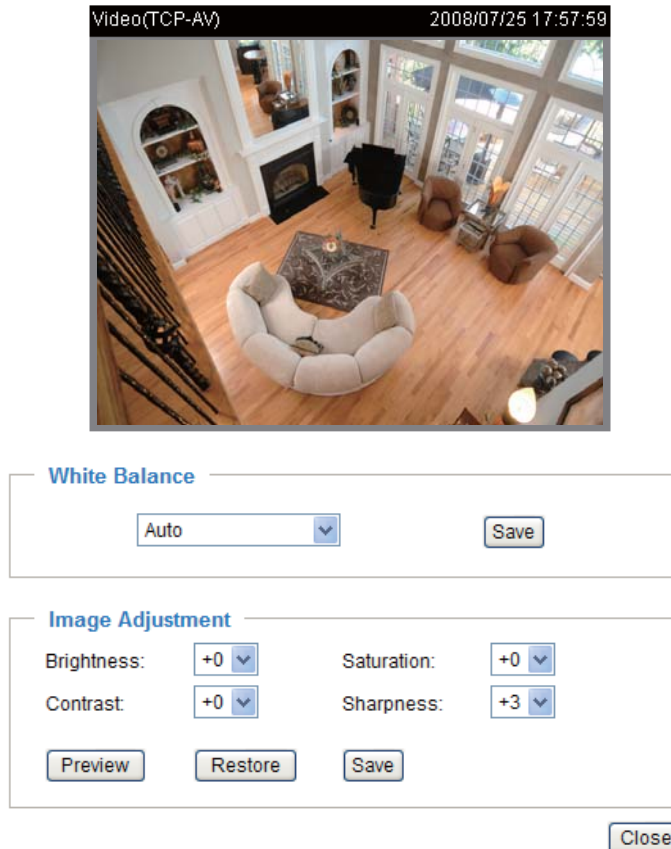 Video(TCP-AV) 2008/07/25 17:57:59
White Balance
Auto Save
Image Adjustment
Brightness: +0 Saturation: +0
Contrast: +0 Sharpness: +3
Preview Restore Save
Close